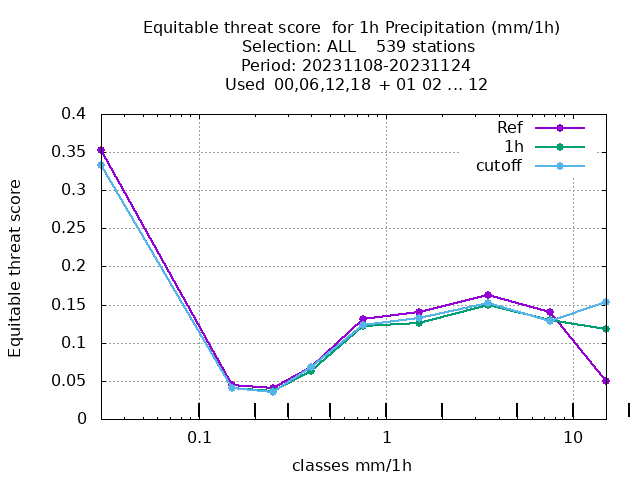 Equitable threat score  for 1h Precipitation (mm/1h)
Selection: ALL    539 stations
Period: 20231108-20231124
Used  00,06,12,18  + 01 02 ... 12
Ref
1h
cutoff
0.4
0.35
0.3
0.25
0.2
0.15
0.1
0.05
0
Equitable threat score
0.1
1
10
classes mm/1h